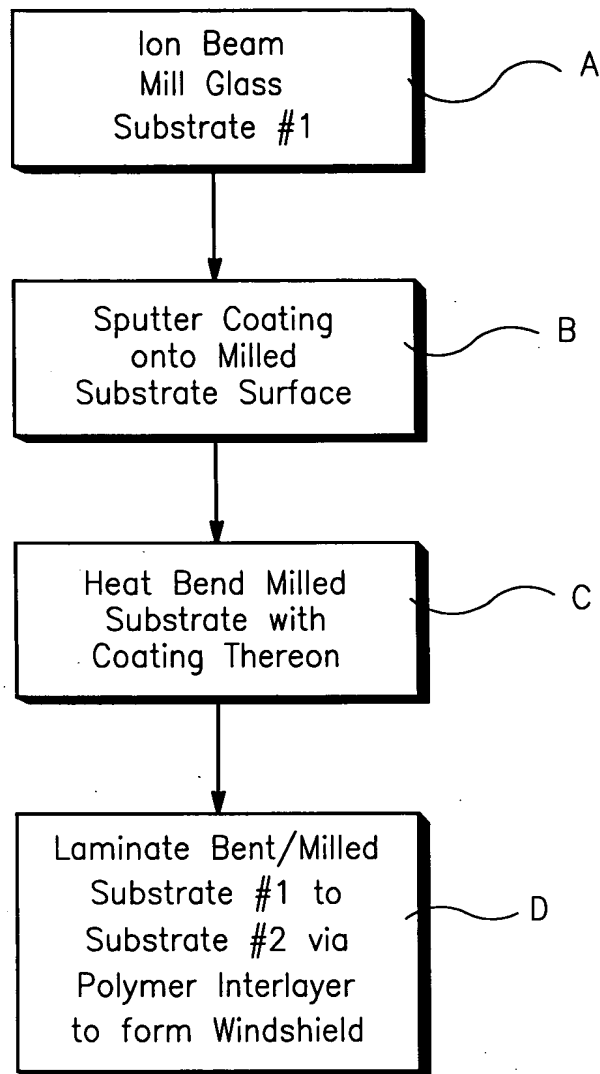 Ion Beam
Mill Glass
Substrate #1
A
Sputter Coating
onto Milled
Substrate Surface
B
Heat Bend Milled
Substrate with
Coating Thereon
C
Laminate Bent/Milled
Substrate #1 to
Substrate #2 via
Polymer Interlayer
to form Windshield
D